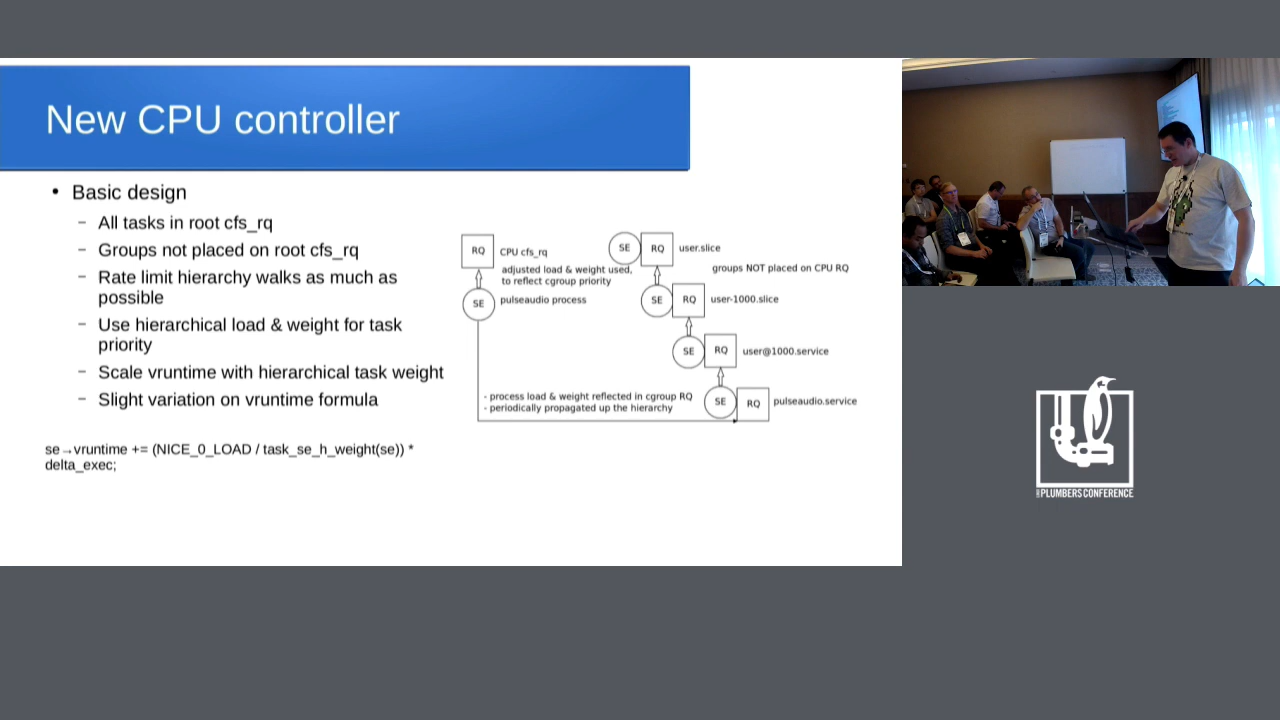 New CPU controller
• Basic design
– All tasks in root cfs_rq
– Groups not placed on root cfs_rq
– Rate limit hierarchy walks as much as
possible
– Use hierarchical load & weight for task
priority
– Scale vruntime with hierarchical task weight
– Slight variation on vruntime formula
se→vruntime += (NICE_0_LOAD / task_se_h_weight(se)) *
delta_exec;
RQ
CPU cfs_rq
adjusted load & weight used,
to reflect cgroup priority
SE
pulseaudio process
SE
RQ
user.slice
groups NOT placed on CPU RQ
SE
RQ
user-1000.slice
SE
RQ
user@1000.service
- process load & weight reflected in cgroup RQ
- periodically propagated up the hierarchy
SE
RQ
pulseaudio.service
PLUMBERS CONFERENCE